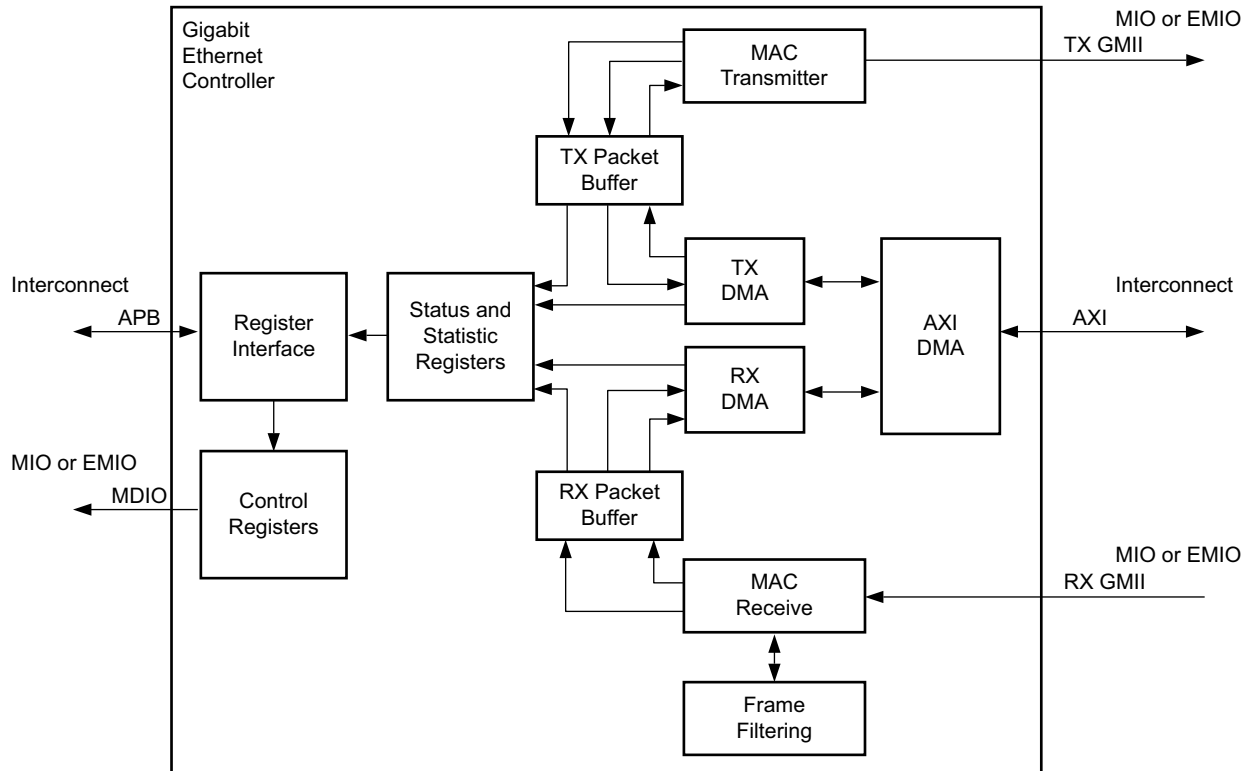 Gigabit
Ethernet
Controller
MAC
Transmitter
MIO or EMIO
TX GMII
TX Packet
Buffer
Interconnect
APB
Register
Interface
Status and
Statistic
Registers
TX
DMA
AXI
DMA
Interconnect
AXI
RX
DMA
MIO or EMIO
MDIO
Control
Registers
RX Packet
Buffer
MAC
Receive
MIO or EMIO
RX GMII
Frame
Filtering